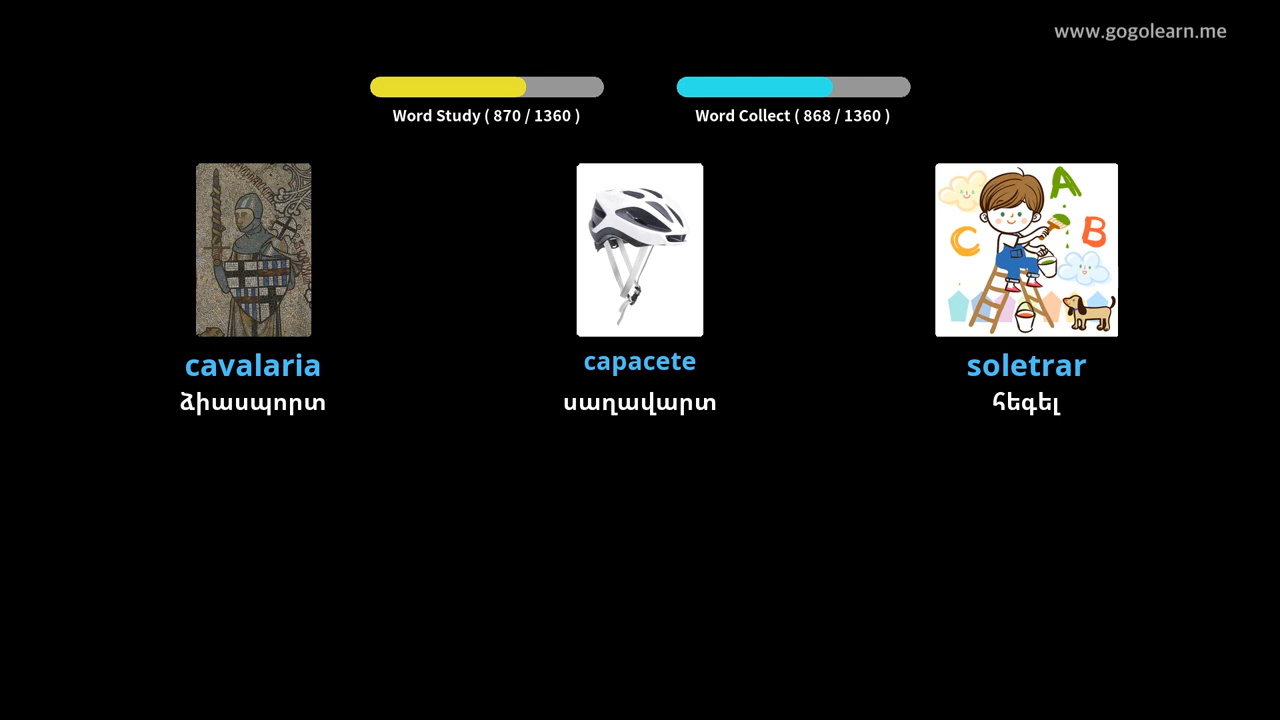 www.gogolearn.me
Word Study ( 870 / 1360 )
Word Collect ( 868 / 1360 )
A
B
C
cavalaria
ձիասպորտ
capacete
սաղավարտ
soletrar
հեգել